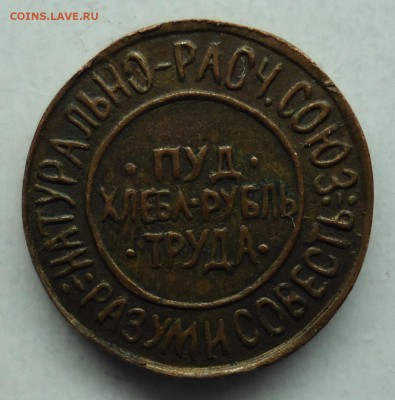 COINS.LAVE.RU
НАТУРАЛЬНО-РАСЧ. СОЮЗ:
"РАЗУМ И СОВЕСТЬ"
· ПУД ·
ХЛЕБА-РУБЛЬ
· ТРУДА ·